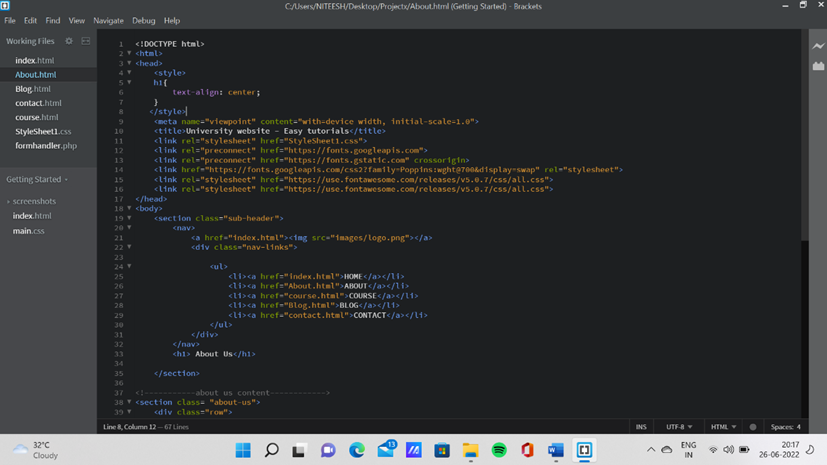 C:/Users/NITEESH/Desktop/Projectx/About.html (Getting Started) - Brackets
File Edit Find View Navigate Debug Help
Working Files
index.html
About.html
Blog.html
contact.html
course.html
StyleSheet1.css
formhandler.php
Getting Started
screenshots
index.html
main.css
1 <!DOCTYPE html>
2 <html>
3 <head>
4 <style>
5 h1{
6 text-align: center;
7 }
8 </style>
9 <meta name="viewpoint" content="with=device width, initial-scale=1.0">
10 <title>University website - Easy tutorials</title>
11 <link rel="stylesheet" href="StyleSheet1.css">
12 <link rel="preconnect" href="https://fonts.googleapis.com">
13 <link rel="preconnect" href="https://fonts.gstatic.com" crossorigin>
14 <link href="https://fonts.googleapis.com/css2?family=Poppins:wght@700&display=swap" rel="stylesheet">
15 <link rel="stylesheet" href="https://use.fontawesome.com/releases/v5.0.7/css/all.css">
16 <link rel="stylesheet" href="https://use.fontawesome.com/releases/v5.0.7/css/all.css">
17 </head>
18 <body>
19 <section class="sub-header">
20 <nav>
21 <a href="index.html"><img src="images/logo.png"></a>
22 <div class="nav-links">
23
24 <ul>
25 <li><a href="index.html">HOME</a></li>
26 <li><a href="About.html">ABOUT</a></li>
27 <li><a href="course.html">COURSE</a></li>
28 <li><a href="Blog.html">BLOG</a></li>
29 <li><a href="contact.html">CONTACT</a></li>
30 </ul>
31 </div>
32 </nav>
33 <h1> About Us</h1>
34
35 </section>
36
37 <!-----------about us content------------>
38 <section class= "about-us">
39 <div class="row">
Line 8, Column 12 — 67 Lines
INS UTF-8 HTML Spaces: 4
32°C
Cloudy
13
ENG
IN
20:17
26-06-2022